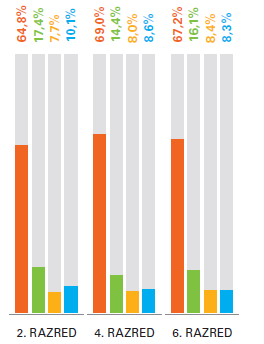 64,8% 17,4% 7,7% 10,1%
69,0% 14,4% 8,0% 8,6%
67,2% 16,1% 8,4% 8,3%
2. RAZRED
4. RAZRED
6. RAZRED